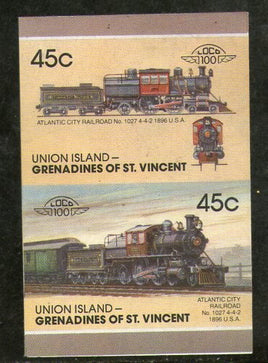 45c
LOCO
100
ATLANTIC CITY RAILROAD No. 1027 4-4-2 1896 U.S.A.
UNION ISLAND —
GRENADINES OF ST. VINCENT
LOCO
100
45c
UNION ISLAND —
GRENADINES OF ST. VINCENT
ATLANTIC CITY
RAILROAD
No. 1027 4-4-2
1896 U.S.A.